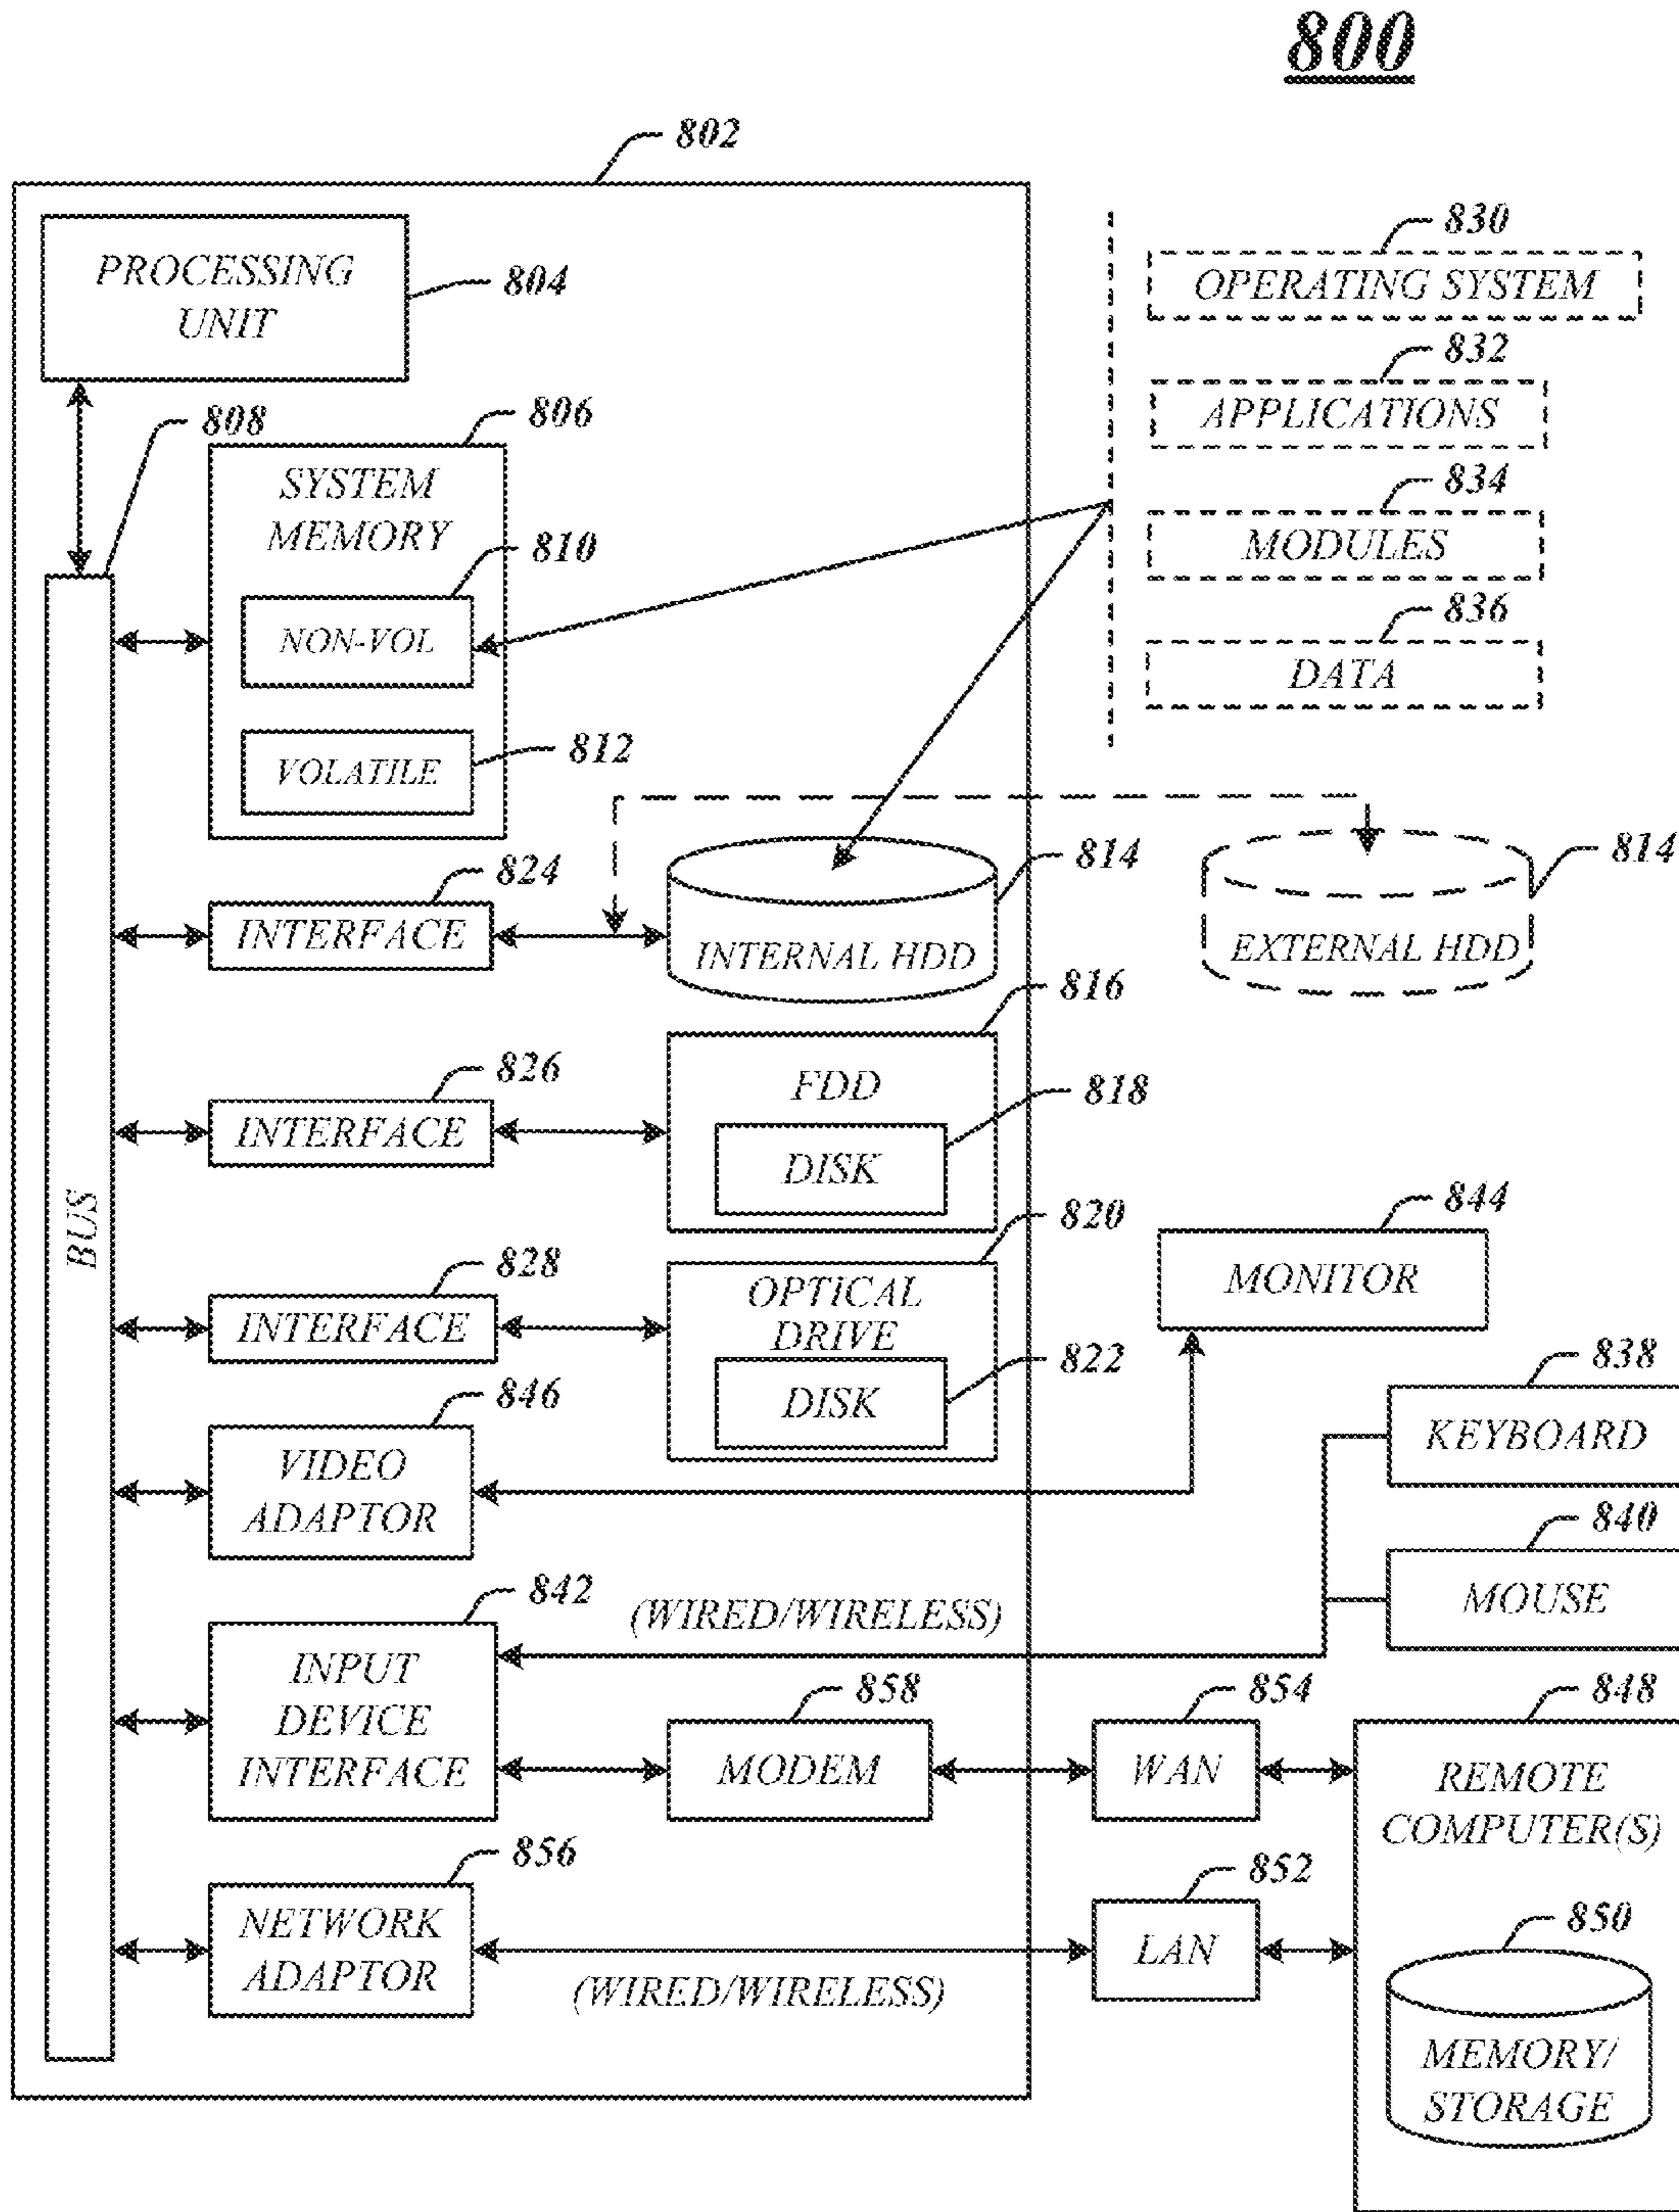 800
802
PROCESSING
UNIT
804
830
OPERATING SYSTEM
832
APPLICATIONS
834
MODULES
836
DATA
808
806
SYSTEM
MEMORY
810
NON-VOL
812
VOLATILE
BUS
824
INTERFACE
814
INTERNAL HDD
814
EXTERNAL HDD
816
FDD
826
INTERFACE
818
DISK
820
OPTICAL
DRIVE
828
INTERFACE
822
DISK
844
MONITOR
838
KEYBOARD
846
VIDEO
ADAPTOR
840
MOUSE
842
INPUT
DEVICE
INTERFACE
(WIRED/WIRELESS)
858
MODEM
854
WAN
848
REMOTE
COMPUTER(S)
856
NETWORK
ADAPTOR
(WIRED/WIRELESS)
852
LAN
850
MEMORY/
STORAGE